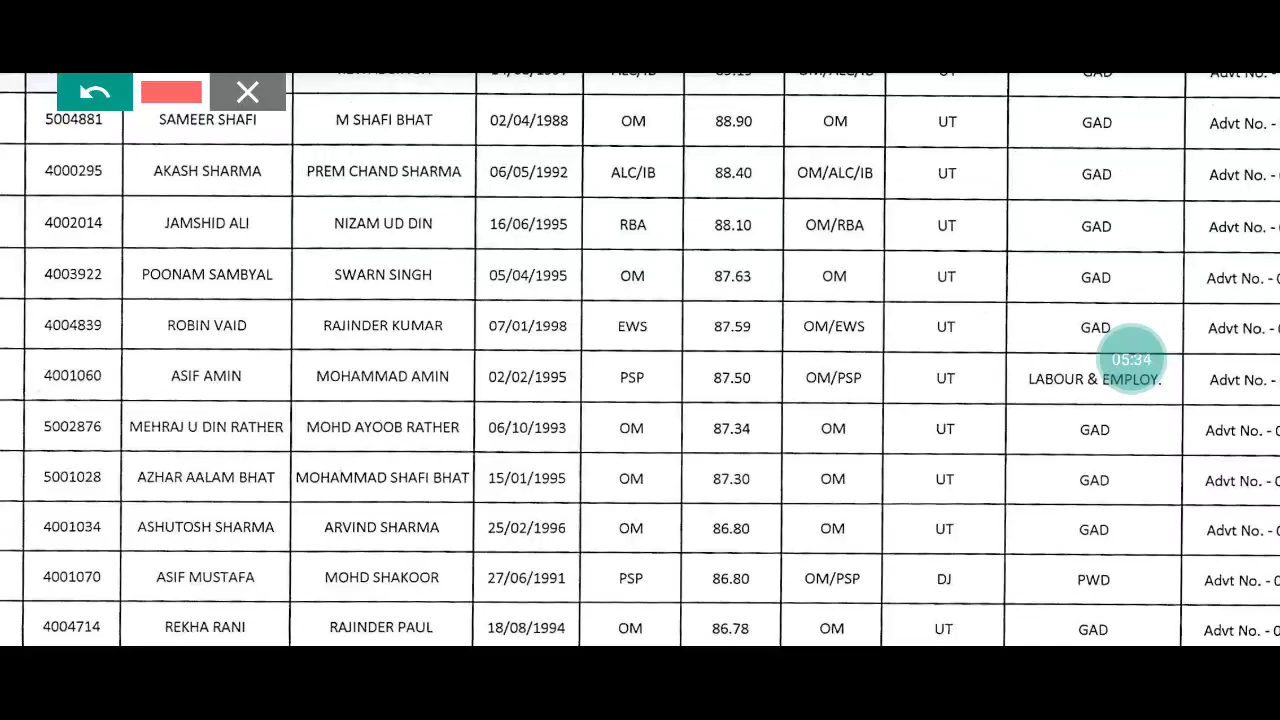 5004881 SAMEER SHAFI M SHAFI BHAT 02/04/1988 OM 88.90 OM UT GAD Advt No. -
4000295 AKASH SHARMA PREM CHAND SHARMA 06/05/1992 ALC/IB 88.40 OM/ALC/IB UT GAD Advt No. -
4002014 JAMSHID ALI NIZAM UD DIN 16/06/1995 RBA 88.10 OM/RBA UT GAD Advt No. -
4003922 POONAM SAMBYAL SWARN SINGH 05/04/1995 OM 87.63 OM UT GAD Advt No. -
4004839 ROBIN VAID RAJINDER KUMAR 07/01/1998 EWS 87.59 OM/EWS UT GAD Advt No. -
05:34
4001060 ASIF AMIN MOHAMMAD AMIN 02/02/1995 PSP 87.50 OM/PSP UT LABOUR & EMPLOY. Advt No. -
5002876 MEHRAJ U DIN RATHER MOHD AYOOB RATHER 06/10/1993 OM 87.34 OM UT GAD Advt No. - 0
5001028 AZHAR AALAM BHAT MOHAMMAD SHAFI BHAT 15/01/1995 OM 87.30 OM UT GAD Advt No. - 0
4001034 ASHUTOSH SHARMA ARVIND SHARMA 25/02/1996 OM 86.80 OM UT GAD Advt No. - 0
4001070 ASIF MUSTAFA MOHD SHAKOOR 27/06/1991 PSP 86.80 OM/PSP DJ PWD Advt No. - 0
4004714 REKHA RANI RAJINDER PAUL 18/08/1994 OM 86.78 OM UT GAD Advt No. - 0